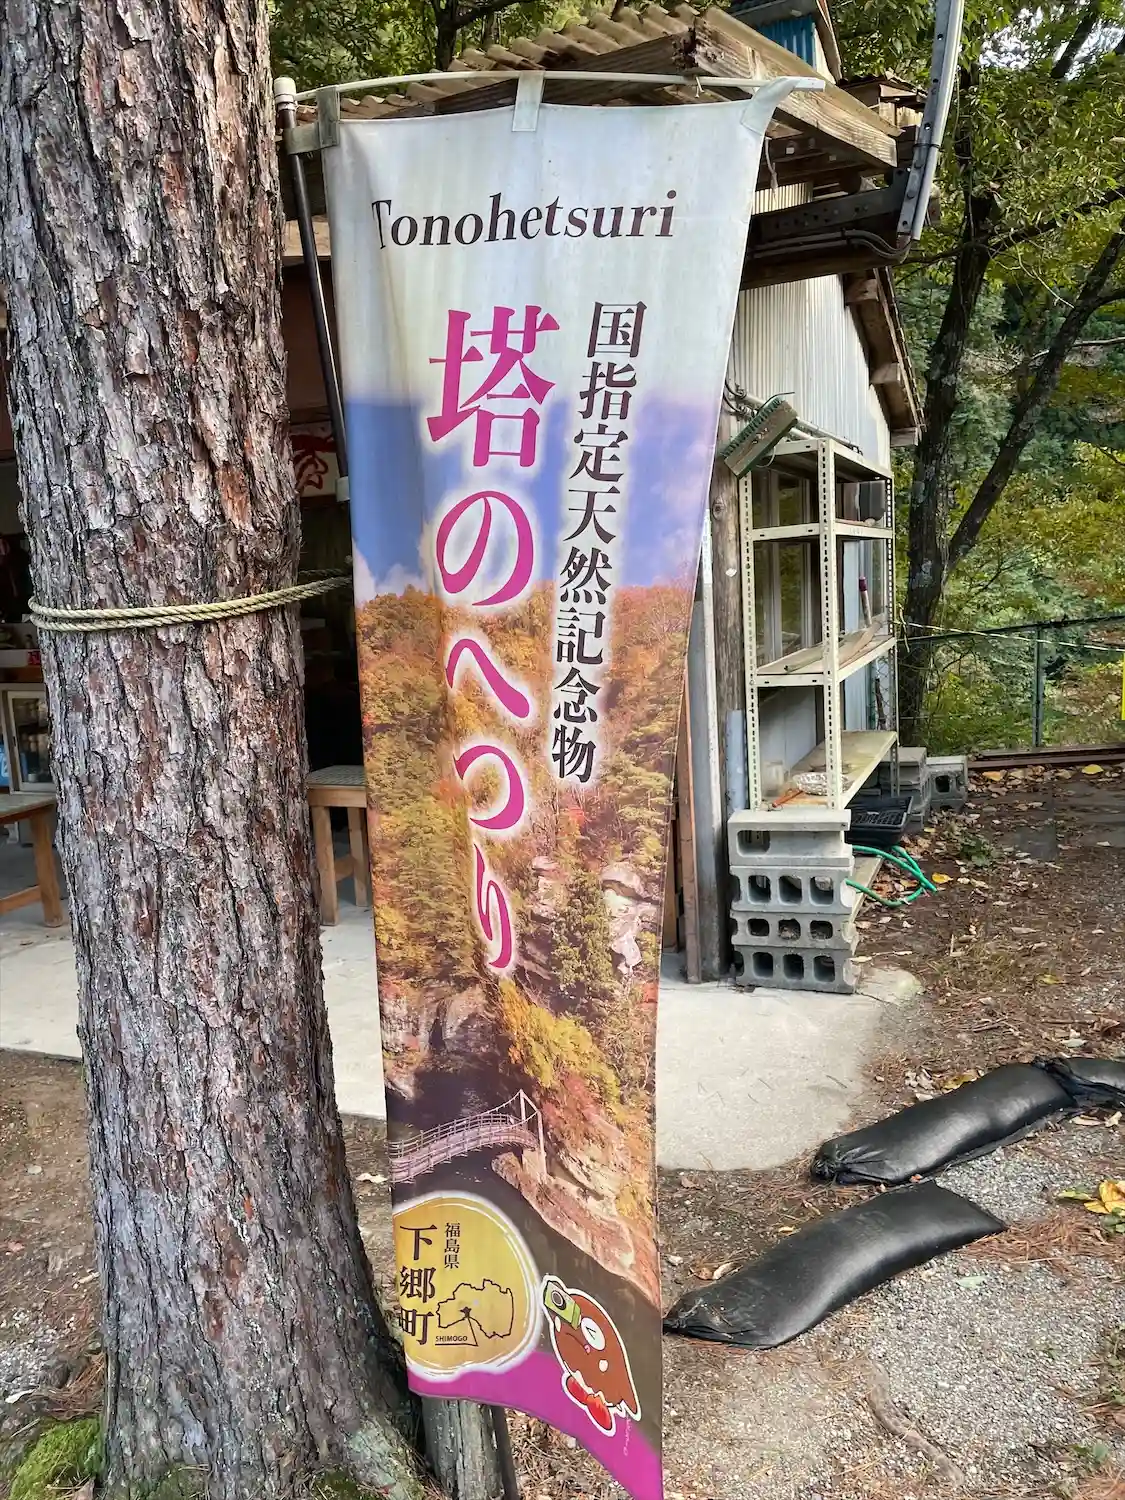 Tonohetsuri
国指定天然記念物
塔のへつり
福島県
下郷町
SHIMOGO